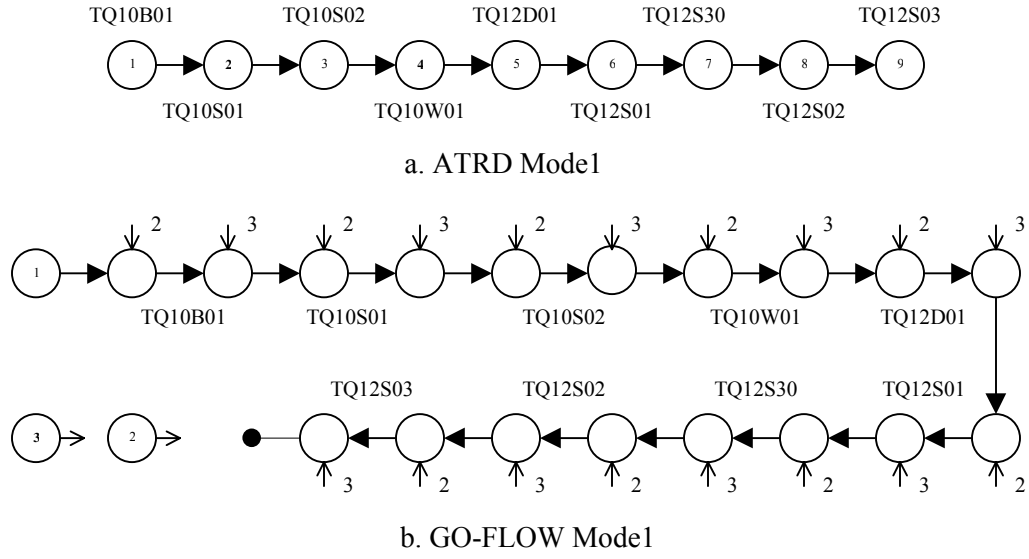 TQ10B01 TQ10S02 TQ12D01 TQ12S30 TQ12S03
1 2 3 4 5 6 7 8 9
TQ10S01 TQ10W01 TQ12S01 TQ12S02
a. ATRD Mode1
2 3 2 3 2 3 2 3 2 3
1
TQ10B01 TQ10S01 TQ10S02 TQ10W01 TQ12D01
TQ12S03 TQ12S02 TQ12S30 TQ12S01
3 2
3 2 3 2 3 2 3 2
b. GO-FLOW Mode1